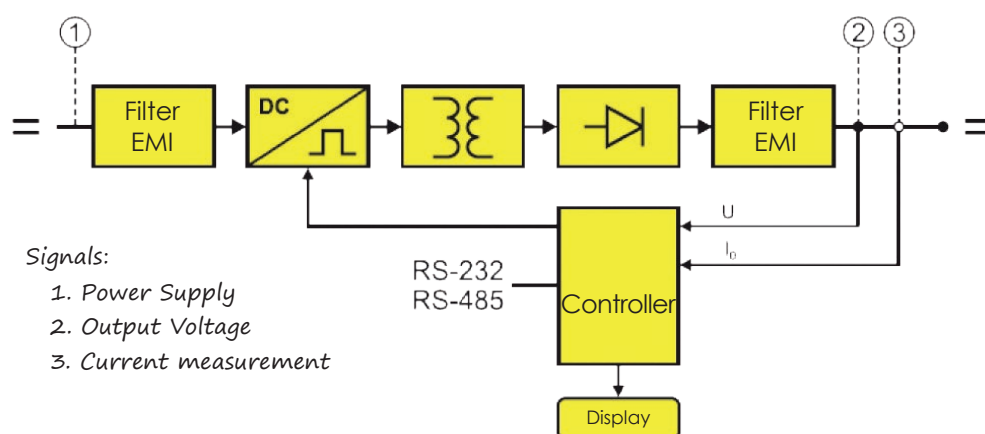 1
2
3
Filter
EMI
DC
Filter
EMI
=
=
U
I₀
Signals:
1. Power Supply
2. Output Voltage
3. Current measurement
RS-232
RS-485
Controller
Display